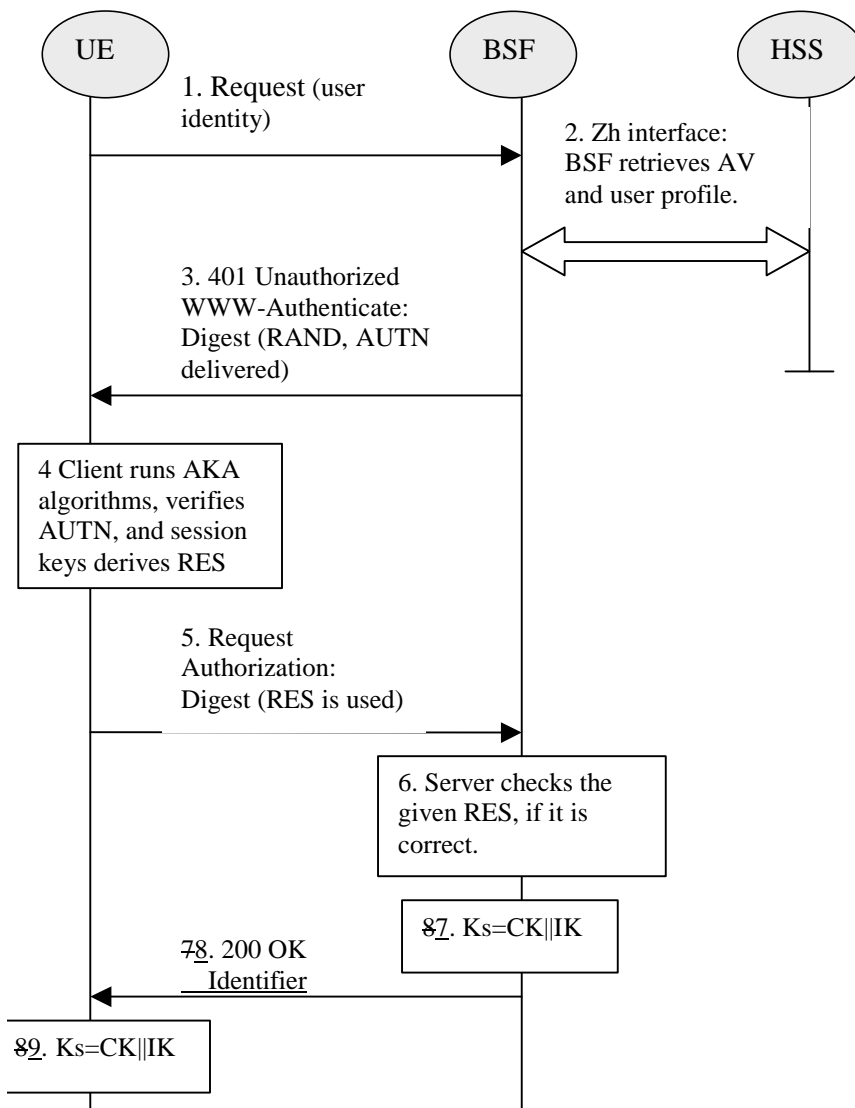 UE
BSF
HSS
1. Request (user
identity)
2. Zh interface:
BSF retrieves AV
and user profile.
3. 401 Unauthorized
WWW-Authenticate:
Digest (RAND, AUTN
delivered)
4 Client runs AKA
algorithms, verifies
AUTN, and session
keys derives RES
5. Request
Authorization:
Digest (RES is used)
6. Server checks the
given RES, if it is
correct.
87. Ks=CK||IK
78. 200 OK
Identifier
89. Ks=CK||IK